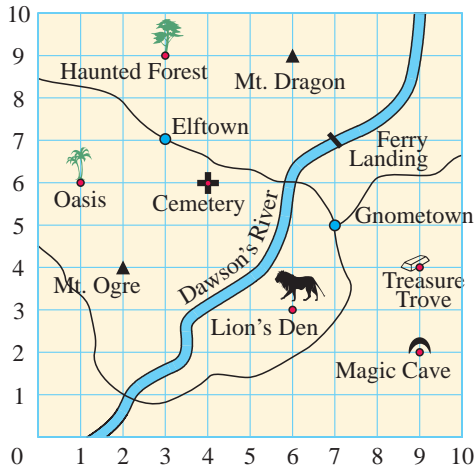 10
9
Haunted Forest
Mt. Dragon
8
7
Elftown
Ferry
Landing
6
Oasis
Cemetery
Dawson's River
Gnometown
5
4
Mt. Ogre
Treasure
Trove
3
Lion's Den
2
Magic Cave
1
0 1 2 3 4 5 6 7 8 9 10